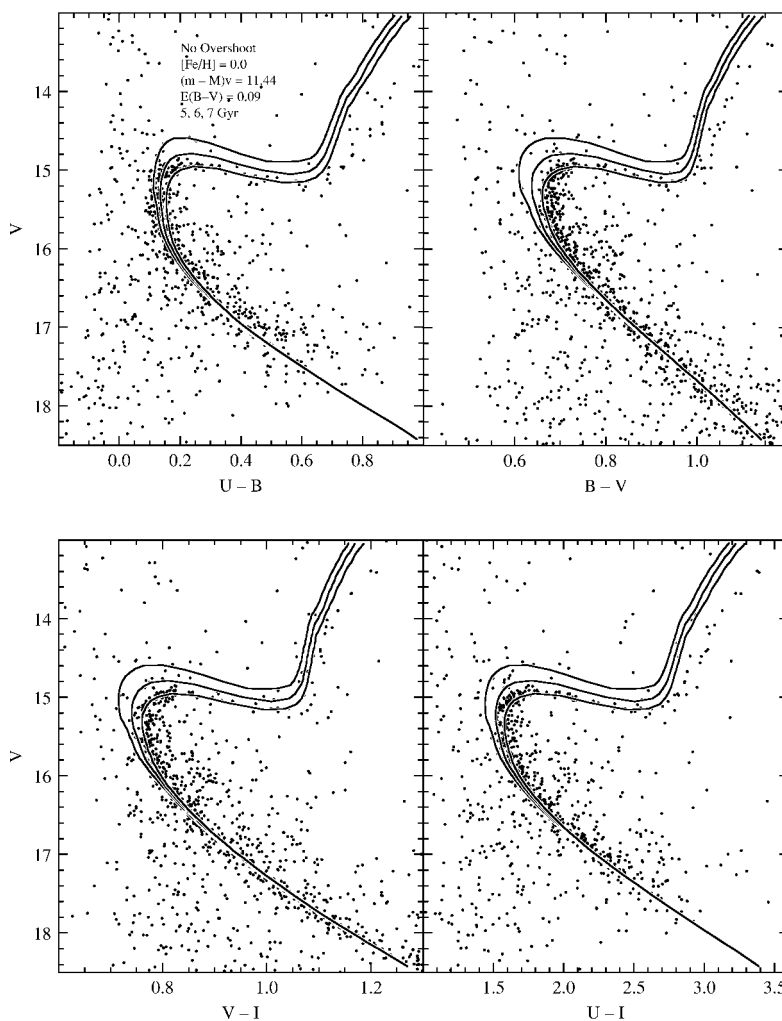 No Overshoot
[Fe/H] = 0.0
(m – M)v = 11.44
E(B–V) = 0.09
5, 6, 7 Gyr
14
15
16
17
18
V
0.0 0.2 0.4 0.6 0.8
U – B
0.6 0.8 1.0
B – V
14
15
16
17
18
V
0.8 1.0 1.2
V – I
1.5 2.0 2.5 3.0 3.5
U – I